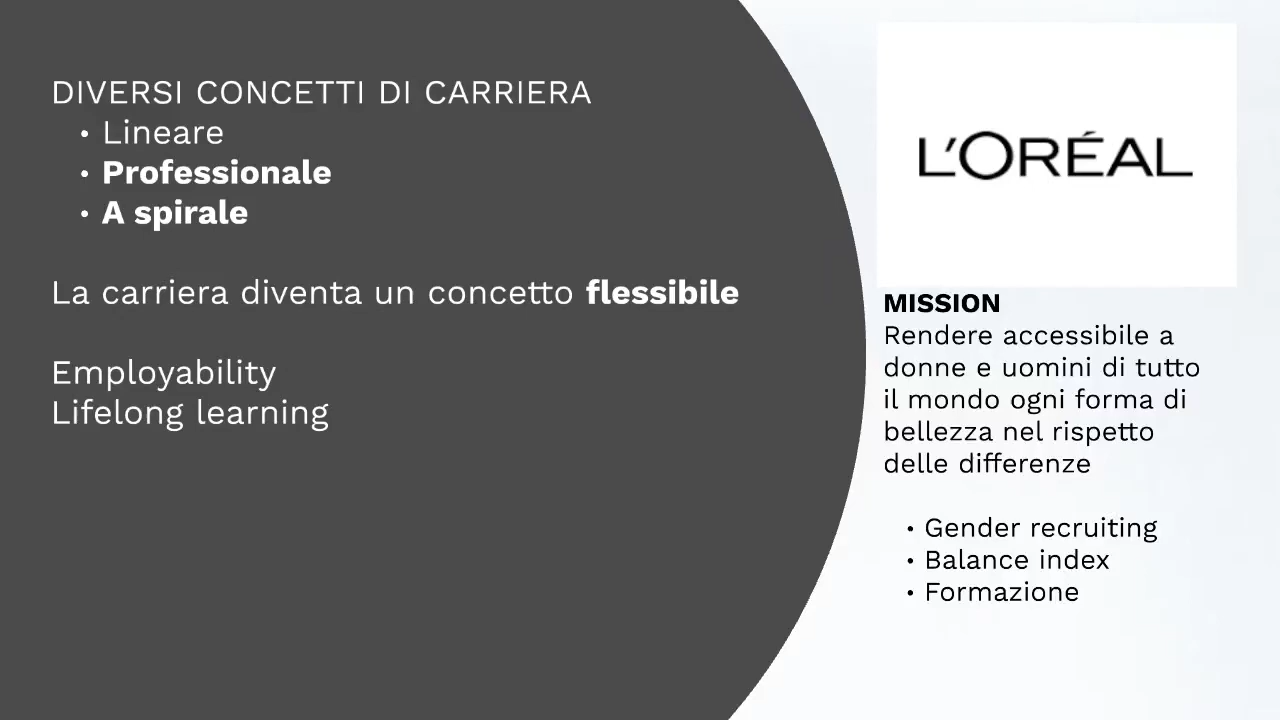 DIVERSI CONCETTI DI CARRIERA
• Lineare
• Professionale
• A spirale
La carriera diventa un concetto flessibile
Employability
Lifelong learning
L'ORÉAL
MISSION
Rendere accessibile a
donne e uomini di tutto
il mondo ogni forma di
bellezza nel rispetto
delle differenze
• Gender recruiting
• Balance index
• Formazione